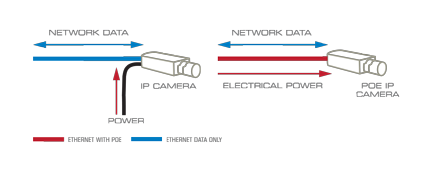 NETWORK DATA
IP CAMERA
POWER
NETWORK DATA
ELECTRICAL POWER
POE IP
CAMERA
ETHERNET WITH POE
ETHERNET DATA ONLY